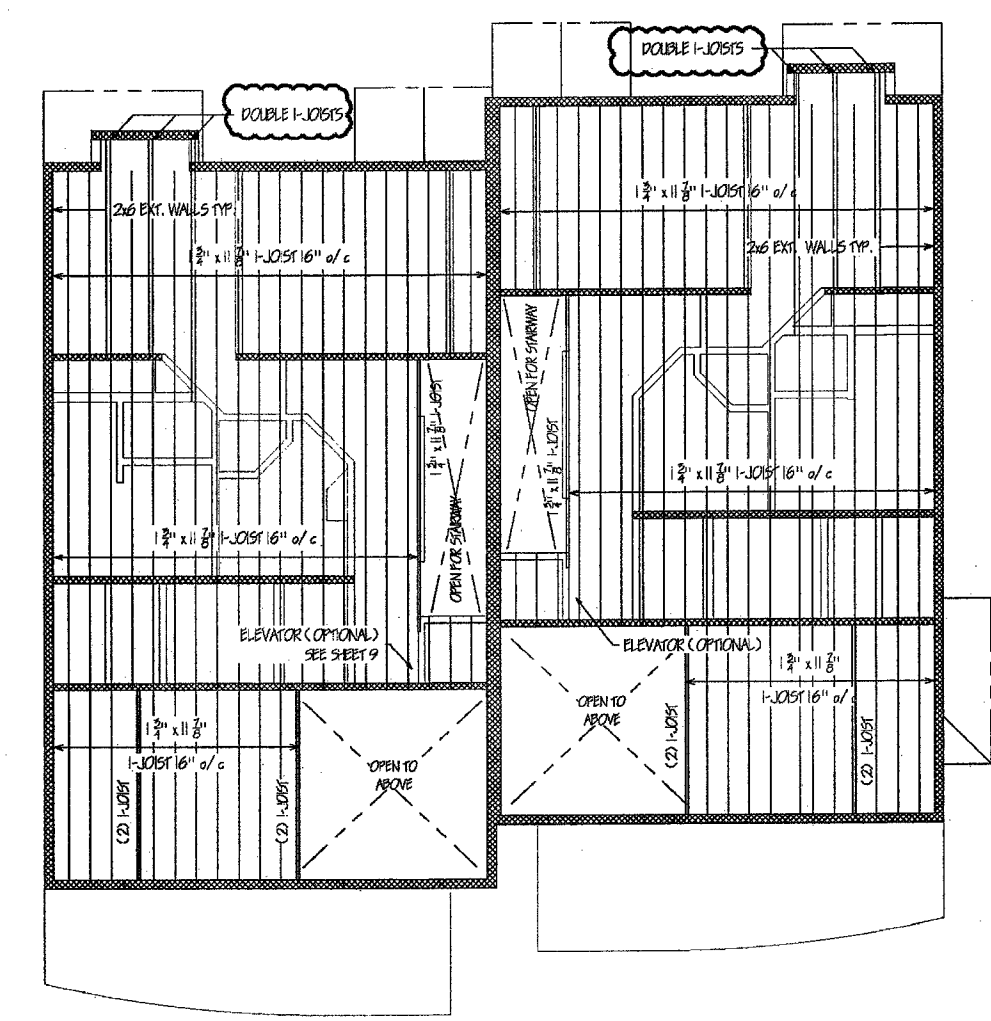 DOUBLE I-JOISTS
DOUBLE I-JOISTS
2x6 EXT. WALLS TYP.
1 3/4" x 11 7/8" I-JOIST 16" o/c
1 3/4" x 11 7/8" I-JOIST 16" o/c
2x6 EXT. WALLS TYP.
OPEN FOR STAIRWAY
1 3/4" x 11 7/8" I-JOIST
1 3/4" x 11 7/8" I-JOIST
OPEN FOR STAIRWAY
1 3/4" x 11 7/8" I-JOIST 16" o/c
1 3/4" x 11 7/8" I-JOIST 16" o/c
ELEVATOR (OPTIONAL)
SEE SHEET 9
ELEVATOR (OPTIONAL)
1 3/4" x 11 7/8"
I-JOIST 16" o/c
OPEN TO
ABOVE
(2) I-JOIST
(2) I-JOIST
1 3/4" x 11 7/8"
I-JOIST 16" o/c
OPEN TO
ABOVE
(2) I-JOIST
(2) I-JOIST